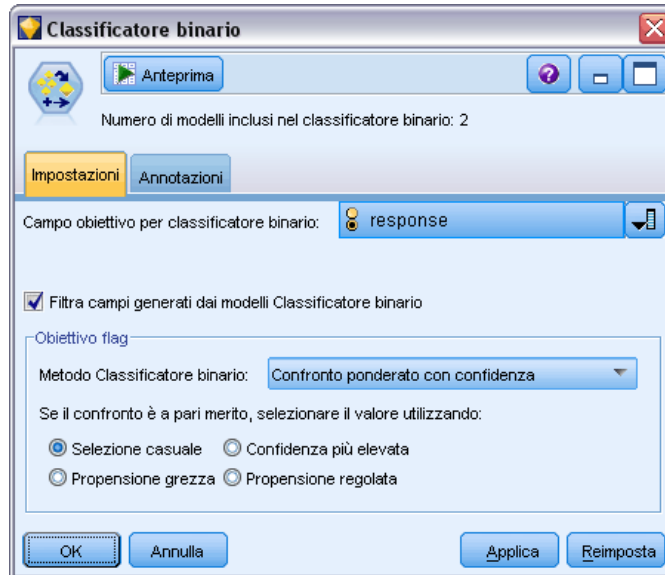 Classificatore binario
Anteprima
Numero di modelli inclusi nel classificatore binario: 2
Impostazioni Annotazioni
Campo obiettivo per classificatore binario: response
Filtra campi generati dai modelli Classificatore binario
Obiettivo flag
Metodo Classificatore binario: Confronto ponderato con confidenza
Se il confronto è a pari merito, selezionare il valore utilizzando:
Selezione casuale Confidenza più elevata
Propensione grezza Propensione regolata
OK Annulla Applica Reimposta